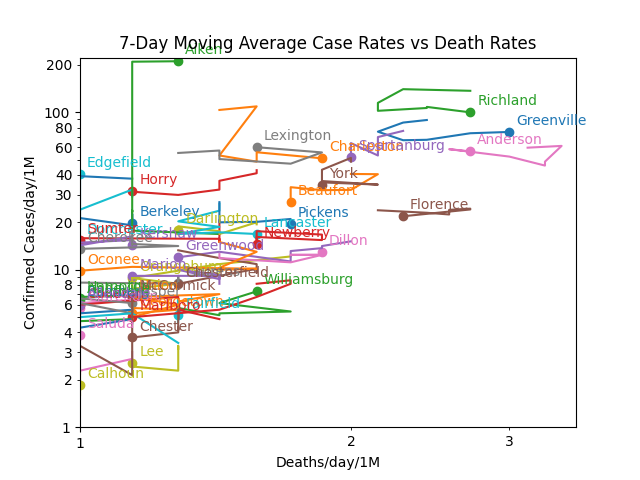 7-Day Moving Average Case Rates vs Death Rates
Aiken
200
Richland
100
Greenville
80
Anderson
Lexington
Charleston
Spartanburg
60
Edgefield
York
40
Horry
Beaufort
30
Florence
Berkeley
Darlington
Pickens
20
Lancaster
Sumter
Newberry
Greenwood
Dillon
Oconee
Marion
10
Chesterfield
Williamsburg
8
McCormick
6
Marlboro
Saluda
Chester
4
3
Lee
2
Calhoun
1
1
2
3
Deaths/day/1M
Confirmed Cases/day/1M